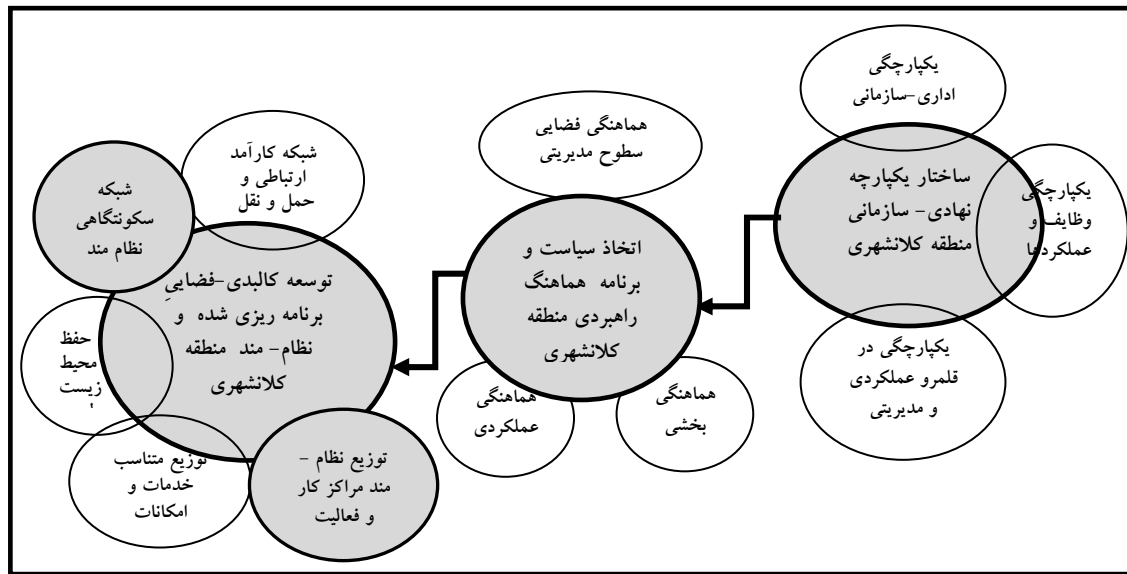 یکپارچگی
اداری-سازمانی
ساختار یکپارچه
نهادی- سازمانی
منطقه کلانشهری
یکپارچگی
وظایف و
عملکردها
یکپارچگی در
قلمرو عملکردی
و مدیریتی
هماهنگی فضایی
سطوح مدیریتی
اتخاذ سیاست و
برنامه هماهنگ
راهبردی منطقه
کلانشهری
هماهنگی
بخشی
هماهنگی
عملکردی
شبکه کارآمد
ارتباطی و
حمل و نقل
شبکه
سکونتگاهی
نظام مند
توسعه کالبدی-فضاییِ
برنامه ریزی شده و
نظام- مند منطقه
کلانشهری
حفظ
محیط
زیست
توزیع متناسب
خدمات و
امکانات
توزیع نظام -
مند مراکز کار
و فعالیت